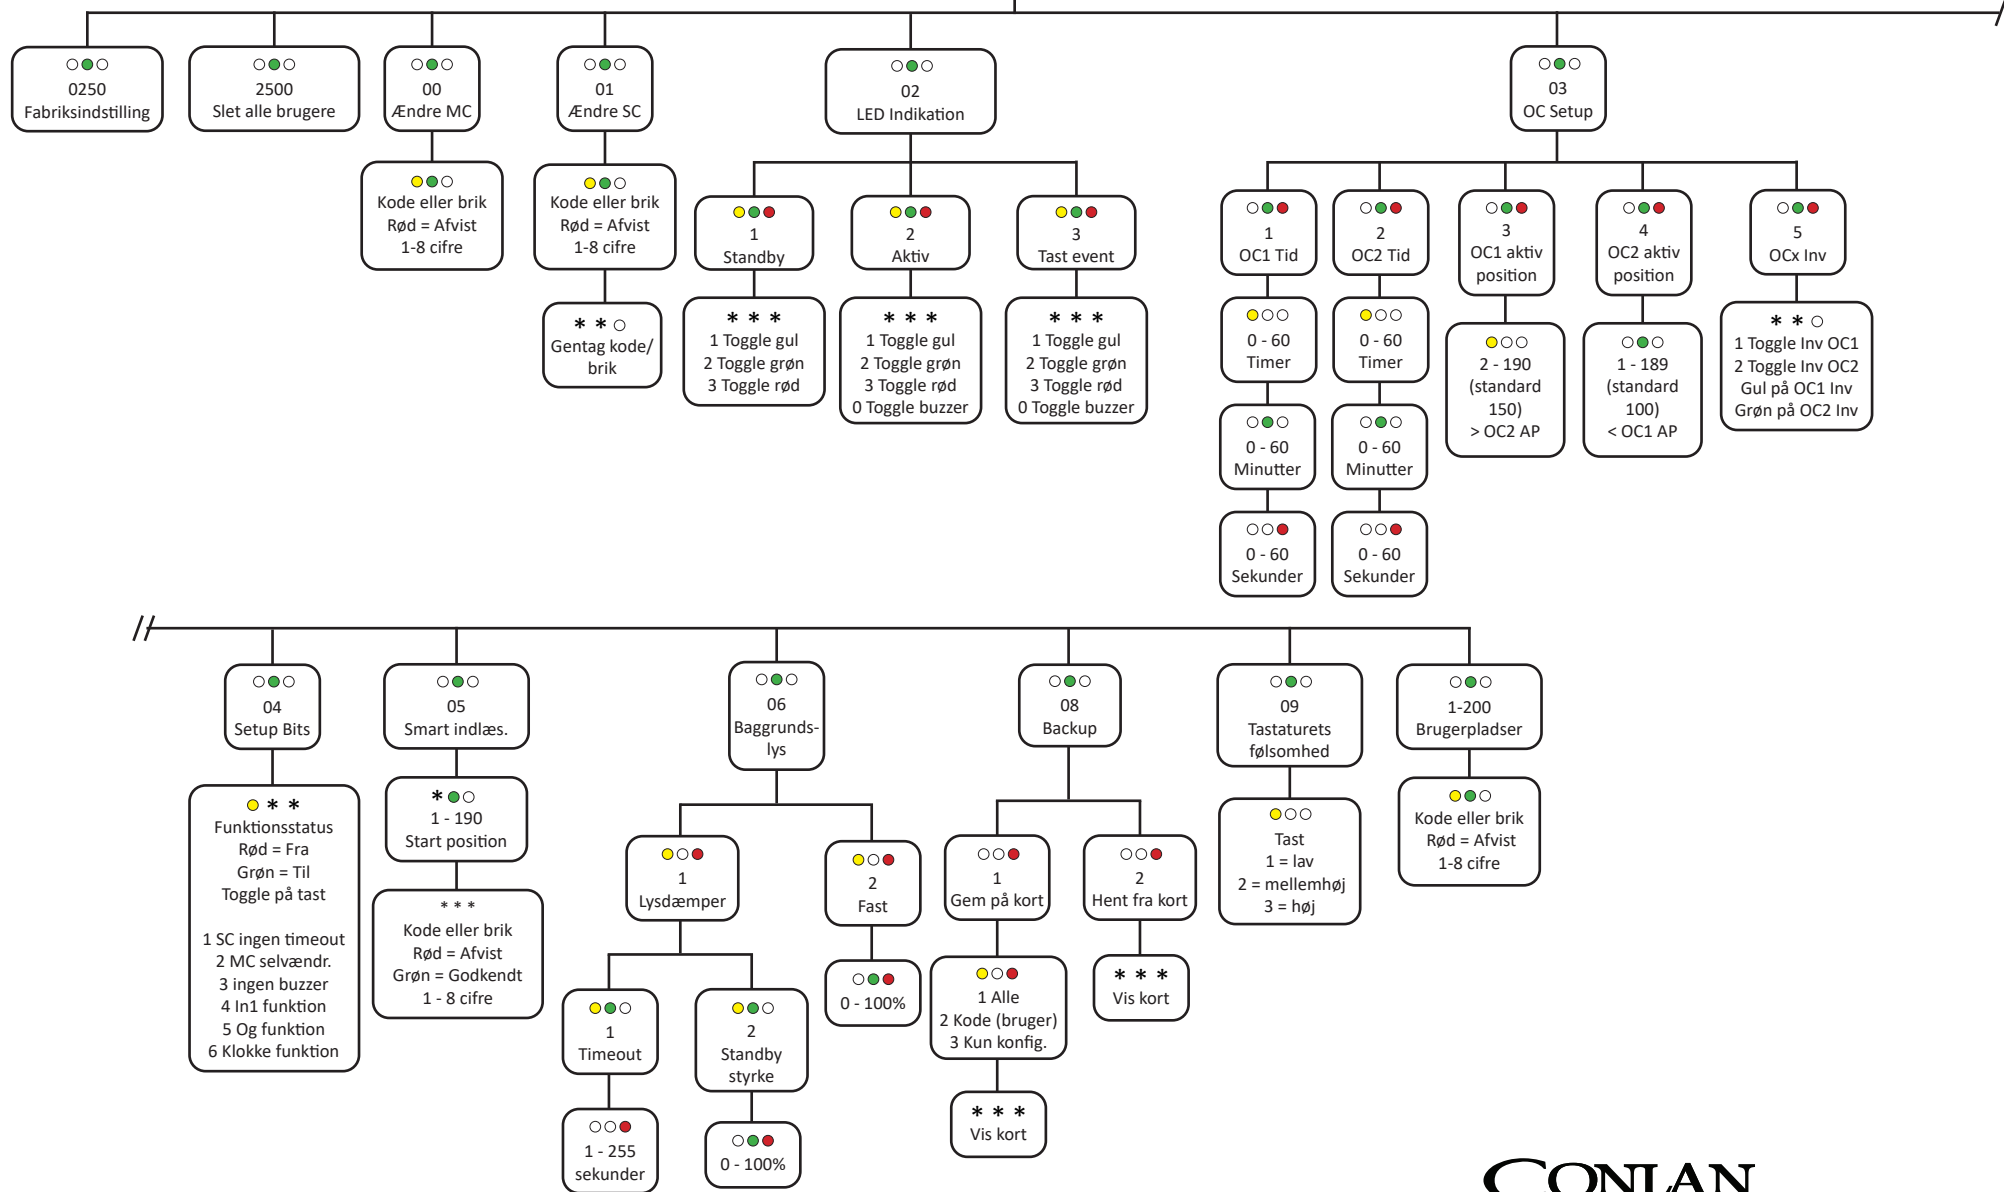 0250
Fabriksindstilling
2500
Slet alle brugere
00
Ændre MC
Kode eller brik
Rød = Afvist
1-8 cifre
01
Ændre SC
Kode eller brik
Rød = Afvist
1-8 cifre
* *
Gentag kode/
brik
02
LED Indikation
1
Standby
* * *
1 Toggle gul
2 Toggle grøn
3 Toggle rød
2
Aktiv
* * *
1 Toggle gul
2 Toggle grøn
3 Toggle rød
0 Toggle buzzer
3
Tast event
* * *
1 Toggle gul
2 Toggle grøn
3 Toggle rød
0 Toggle buzzer
03
OC Setup
1
OC1 Tid
0 - 60
Timer
0 - 60
Minutter
0 - 60
Sekunder
2
OC2 Tid
0 - 60
Timer
0 - 60
Minutter
0 - 60
Sekunder
3
OC1 aktiv
position
2 - 190
(standard
150)
> OC2 AP
4
OC2 aktiv
position
1 - 189
(standard
100)
< OC1 AP
5
OCx Inv
* *
1 Toggle Inv OC1
2 Toggle Inv OC2
Gul på OC1 Inv
Grøn på OC2 Inv
04
Setup Bits
* *
Funktionsstatus
Rød = Fra
Grøn = Til
Toggle på tast
1 SC ingen timeout
2 MC selvændr.
3 ingen buzzer
4 In1 funktion
5 Og funktion
6 Klokke funktion
05
Smart indlæs.
*
1 - 190
Start position
* * *
Kode eller brik
Rød = Afvist
Grøn = Godkendt
1 - 8 cifre
06
Baggrunds-
lys
1
Lysdæmper
1
Timeout
1 - 255
sekunder
2
Standby
styrke
0 - 100%
2
Fast
0 - 100%
08
Backup
1
Gem på kort
1 Alle
2 Kode (bruger)
3 Kun konfig.
* * *
Vis kort
2
Hent fra kort
* * *
Vis kort
09
Tastaturets
følsomhed
Tast
1 = lav
2 = mellemhøj
3 = høj
1-200
Brugerpladser
Kode eller brik
Rød = Afvist
1-8 cifre
CONLAN